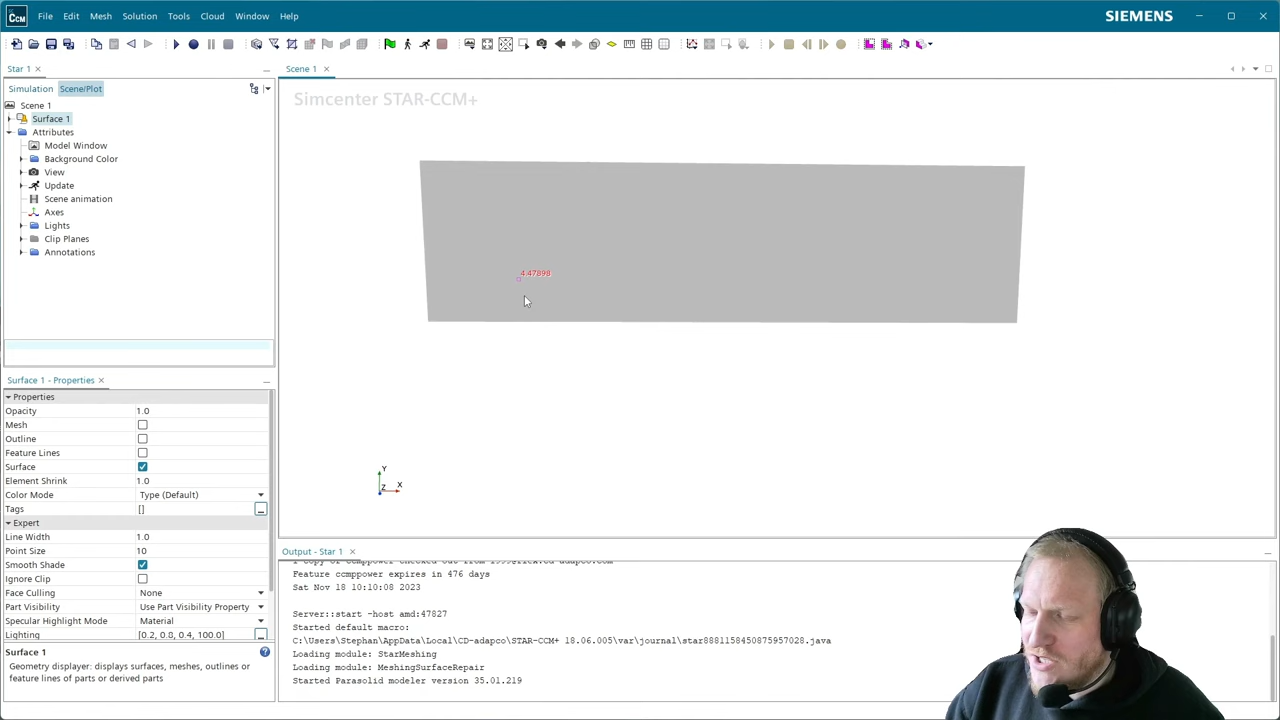 CCM File Edit Mesh Solution Tools Cloud Window Help SIEMENS
Star 1
Scene 1
Simulation Scene/Plot
Simcenter STAR-CCM+
Scene 1
Surface 1
Attributes
Model Window
Background Color
View
Update
Scene animation
Axes
Lights
Clip Planes
Annotations
4.47898
Y
Z X
Surface 1 - Properties
Properties
Opacity 1.0
Mesh
Outline
Feature Lines
Surface
Element Shrink 1.0
Color Mode Type (Default)
Tags []
Expert
Line Width 1.0
Point Size 10
Smooth Shade
Ignore Clip
Face Culling None
Part Visibility Use Part Visibility Property
Specular Highlight Mode Material
Lighting [0.2, 0.8, 0.4, 100.0]
Surface 1
Geometry displayer: displays surfaces, meshes, outlines or
feature lines of parts or derived parts
Output - Star 1
Feature ccmppower expires in 476 days
Sat Nov 18 10:10:08 2023
Server::start -host amd:47827
Started default macro:
C:\Users\Stephan\AppData\Local\CD-adapco\STAR-CCM+ 18.06.005\var\journal\star8881158450875957028.java
Loading module: StarMeshing
Loading module: MeshingSurfaceRepair
Started Parasolid modeler version 35.01.219